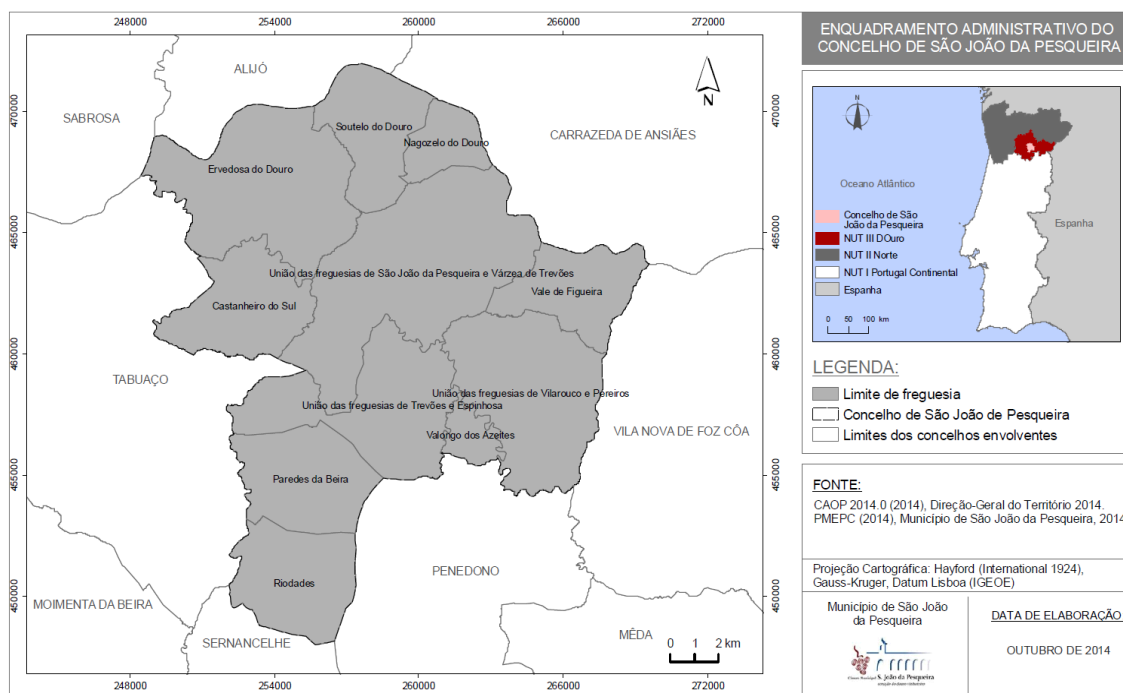 248000
254000
260000
266000
272000
470000
465000
460000
455000
450000
ALIJÓ
SABROSA
CARRAZEDA DE ANSIÃES
N
Soutelo do Douro
Nagozelo do Douro
Ervedosa do Douro
União das freguesias de São João da Pesqueira e Várzea de Trevões
Vale de Figueira
Castanheiro do Sul
TABUAÇO
União das freguesias de Vilarouco e Pereiros
União das freguesias de Trevões e Espinhosa
Valongo dos Azeites
VILA NOVA DE FOZ CÔA
Paredes da Beira
Riodades
PENEDONO
MOIMENTA DA BEIRA
SERNANCELHE
MÊDA
0 1 2 km
470000
465000
460000
455000
450000
248000
254000
260000
266000
272000
ENQUADRAMENTO ADMINISTRATIVO DO
CONCELHO DE SÃO JOÃO DA PESQUEIRA
N
Oceano Atlântico
Espanha
Concelho de São
João da Pesqueira
NUT III DOuro
NUT II Norte
NUT I Portugal Continental
Espanha
0 50 100 km
LEGENDA:
Limite de freguesia
Concelho de São João de Pesqueira
Limites dos concelhos envolventes
FONTE:
CAOP 2014.0 (2014), Direção-Geral do Território 2014.
PMEPC (2014), Município de São João da Pesqueira, 2014
Projeção Cartográfica: Hayford (International 1924),
Gauss-Kruger, Datum Lisboa (IGEOE)
Município de São João
da Pesqueira
S. João da Pesqueira
DATA DE ELABORAÇÃO
OUTUBRO DE 2014